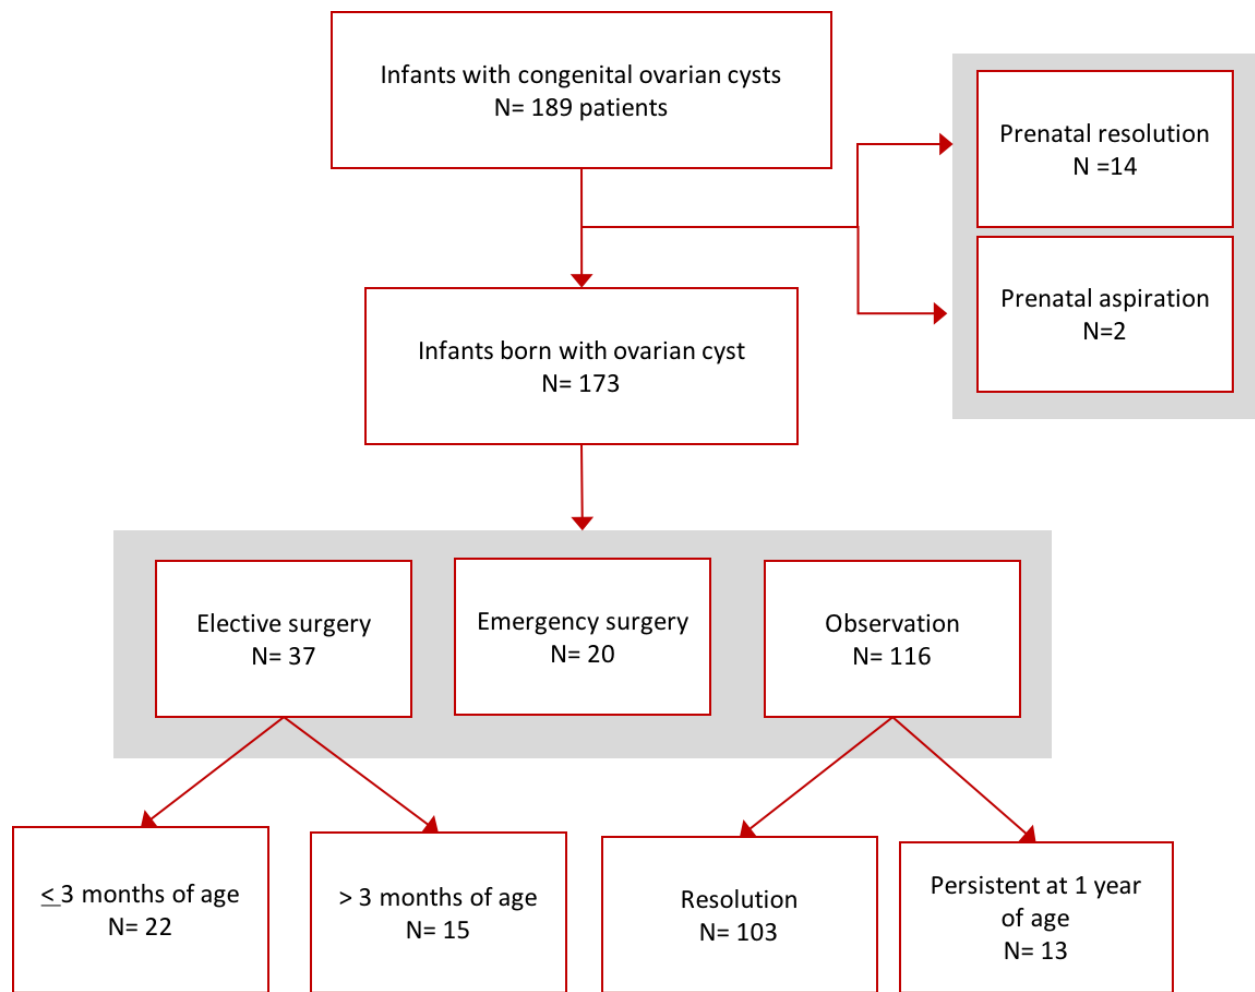 Infants with congenital ovarian cysts
N= 189 patients
Prenatal resolution
N =14
Prenatal aspiration
N=2
Infants born with ovarian cyst
N= 173
Elective surgery
N= 37
Emergency surgery
N= 20
Observation
N= 116
≤ 3 months of age
N= 22
> 3 months of age
N= 15
Resolution
N= 103
Persistent at 1 year
of age
N= 13